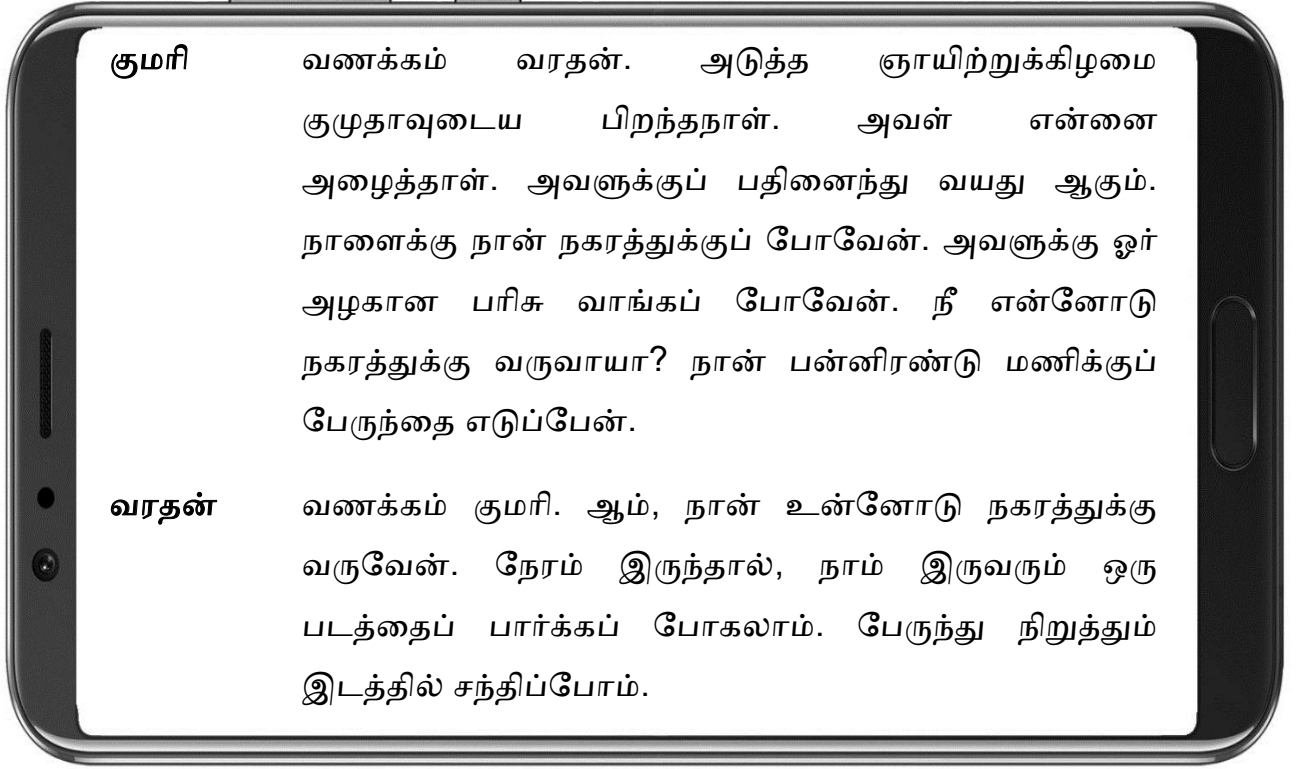 குமரி வணக்கம் வரதன். அடுத்த ஞாயிற்றுக்கிழமை
குமுதாவுடைய பிறந்தநாள். அவள் என்னை
அழைத்தாள். அவளுக்குப் பதினைந்து வயது ஆகும்.
நாளைக்கு நான் நகரத்துக்குப் போவேன். அவளுக்கு ஓர்
அழகான பரிசு வாங்கப் போவேன். நீ என்னோடு
நகரத்துக்கு வருவாயா? நான் பன்னிரண்டு மணிக்குப்
பேருந்தை எடுப்பேன்.
வரதன் வணக்கம் குமரி. ஆம், நான் உன்னோடு நகரத்துக்கு
வருவேன். நேரம் இருந்தால், நாம் இருவரும் ஒரு
படத்தைப் பார்க்கப் போகலாம். பேருந்து நிறுத்தும்
இடத்தில் சந்திப்போம்.